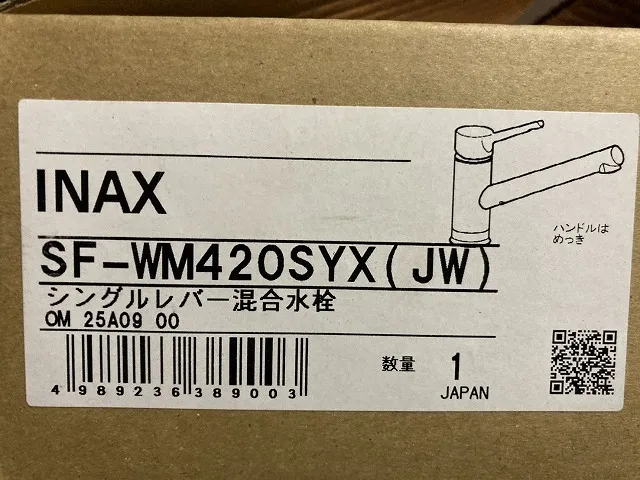 INAX
ハンドルは
めっき
SF-WM420SYX(JW)
シングルレバー混合水栓
OM 25A09 00
数量 1
JAPAN
4 989236 389003